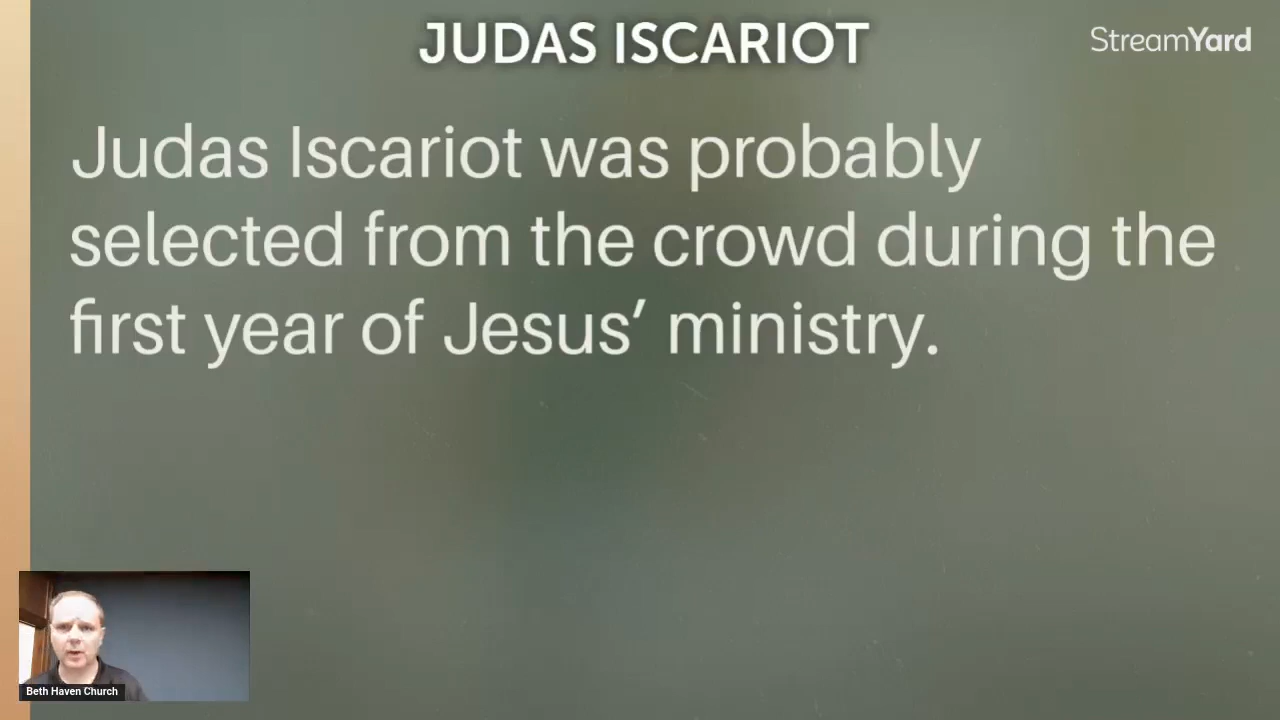 JUDAS ISCARIOT
StreamYard
Judas Iscariot was probably
selected from the crowd during the
first year of Jesus’ ministry.
Beth Haven Church